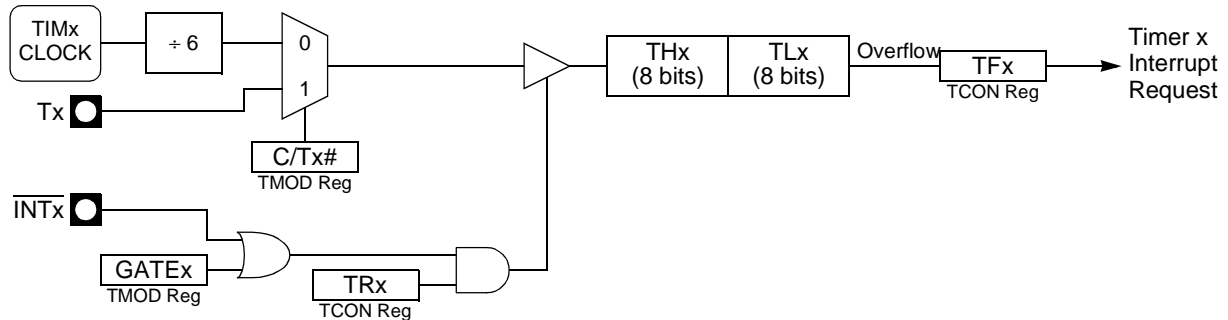 TIMx
CLOCK
÷ 6
0
1
Tx
C/Tx#
TMOD Reg
INTx
GATEx
TMOD Reg
TRx
TCON Reg
THx
(8 bits)
TLx
(8 bits)
Overflow
TFx
TCON Reg
Timer x
Interrupt
Request